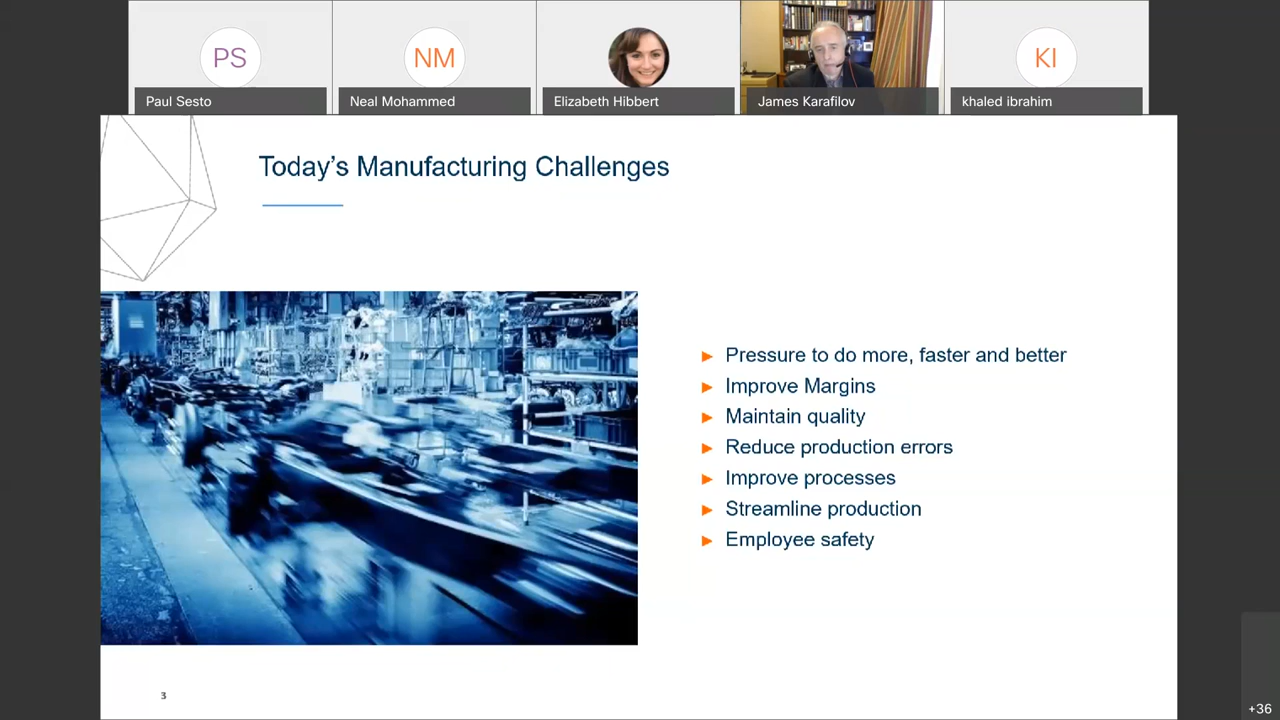 PS
NM
KI
Paul Sesto
Neal Mohammed
Elizabeth Hibbert
James Karafilov
khaled ibrahim
Today’s Manufacturing Challenges
Pressure to do more, faster and better
Improve Margins
Maintain quality
Reduce production errors
Improve processes
Streamline production
Employee safety
3
+36